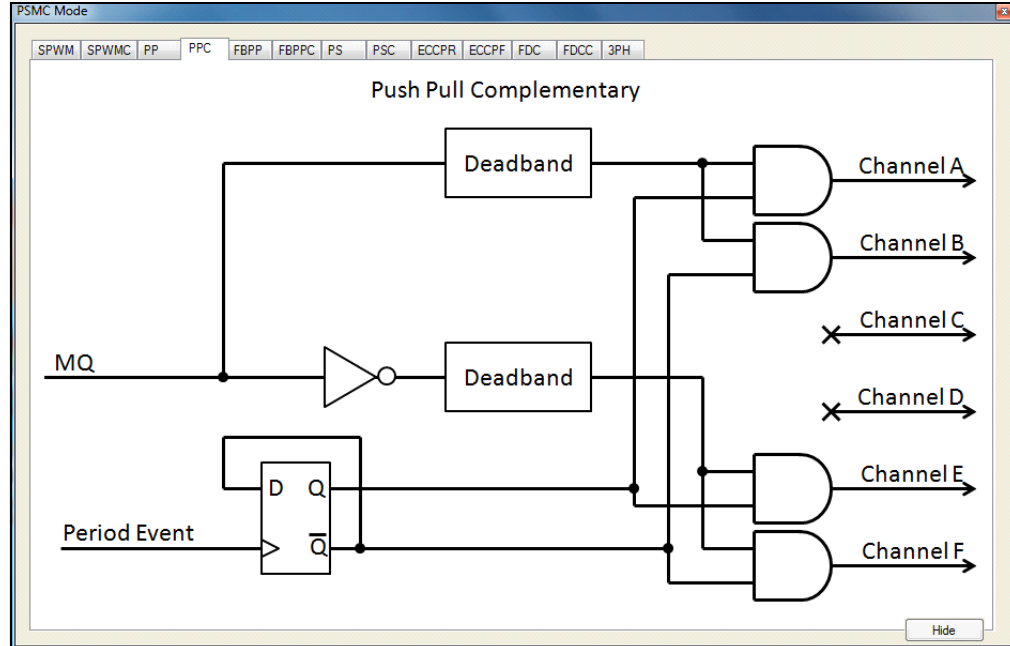 PSMC Mode
SPWM SPWMC PP PPC FBPP FBPPC PS PSC ECCPR ECCPF FDC FDCC 3PH
Push Pull Complementary
Deadband
Channel A
Channel B
Channel C
MQ
Deadband
Channel D
D Q
Channel E
Period Event
Q̅
Channel F
Hide